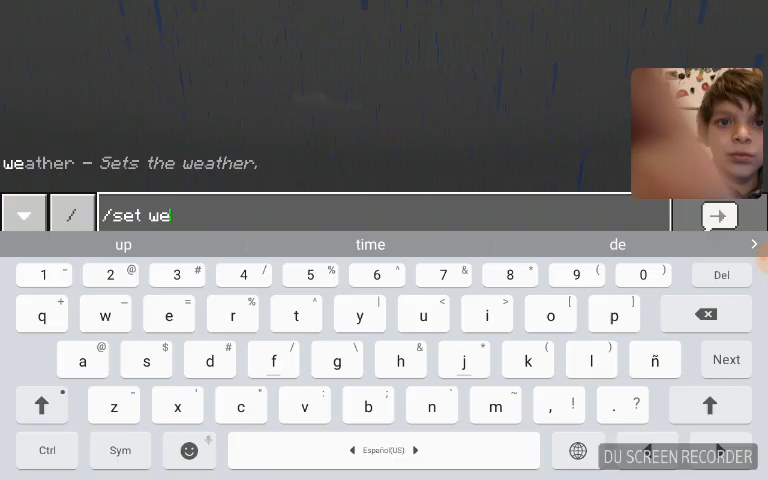 weather – Sets the weather.
/ /set we
up time de >
1 - 2 @ 3 # 4 / 5 % 6 ^ 7 & 8 * 9 ( 0 ) Del
q + w _ e = r % t ^ y | u < i > o [ p ]
a @ s $ d # f / g \ h & j * k ( l ) ñ Next
z - x ' c " v : b ; n ` m ~ , ! . ?
Ctrl Sym Español(US)
DU SCREEN RECORDER